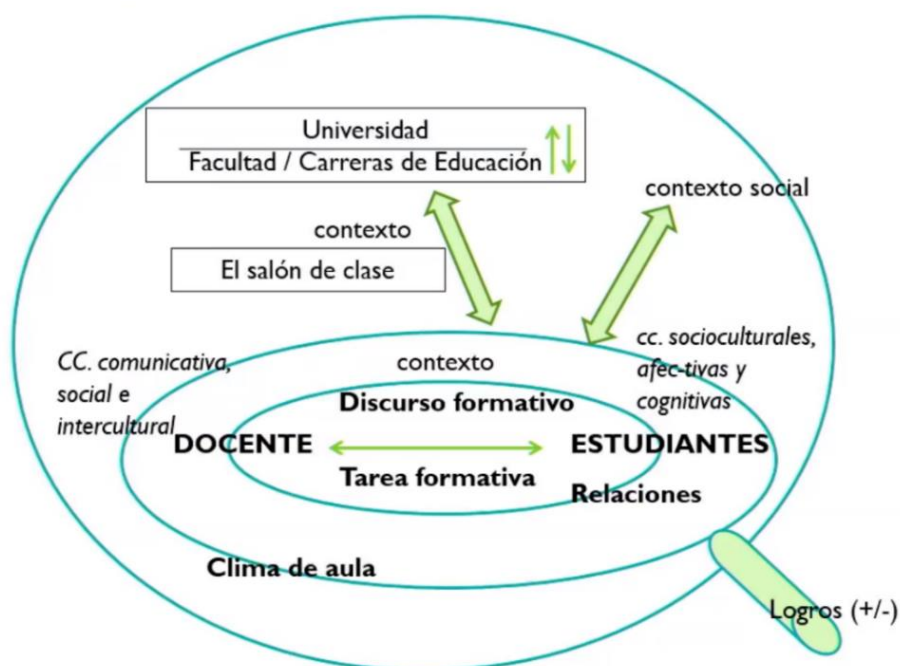 Universidad
Facultad / Carreras de Educación
contexto social
contexto
El salón de clase
CC. comunicativa,
social e
intercultural
contexto
cc. socioculturales,
afec-tivas y
cognitivas
Discurso formativo
DOCENTE
ESTUDIANTES
Tarea formativa
Relaciones
Clima de aula
Logros (+/-)